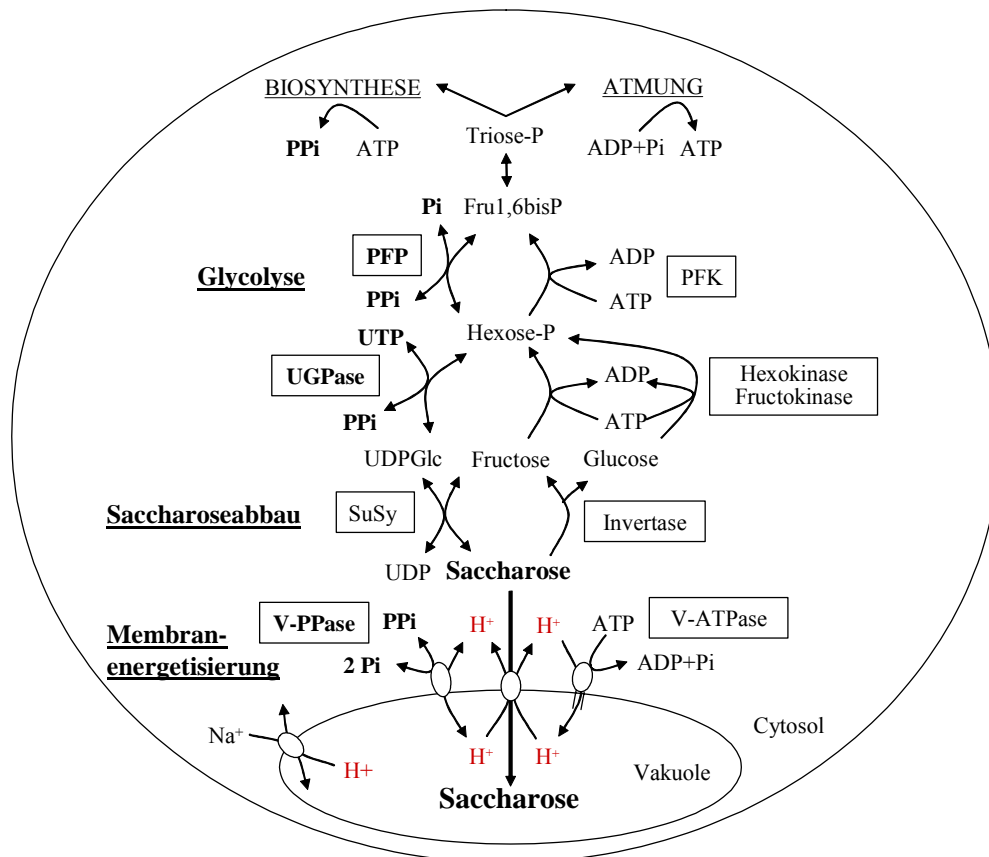 BIOSYNTHESE ATMUNG
PPi ATP Triose-P ADP+Pi ATP
Pi Fru1,6bisP
PFP ADP PFK
Glycolyse
PPi ATP
UTP Hexose-P
UGPase ADP Hexokinase
Fructokinase
PPi ATP
UDPGlc Fructose Glucose
Saccharoseabbau SuSy Invertase
UDP Saccharose
V-PPase PPi H⁺ H⁺ ATP V-ATPase
Membran-
energetisierung 2 Pi ADP+Pi
Na⁺ Cytosol
H+ H⁺ H⁺ Vakuole
Saccharose